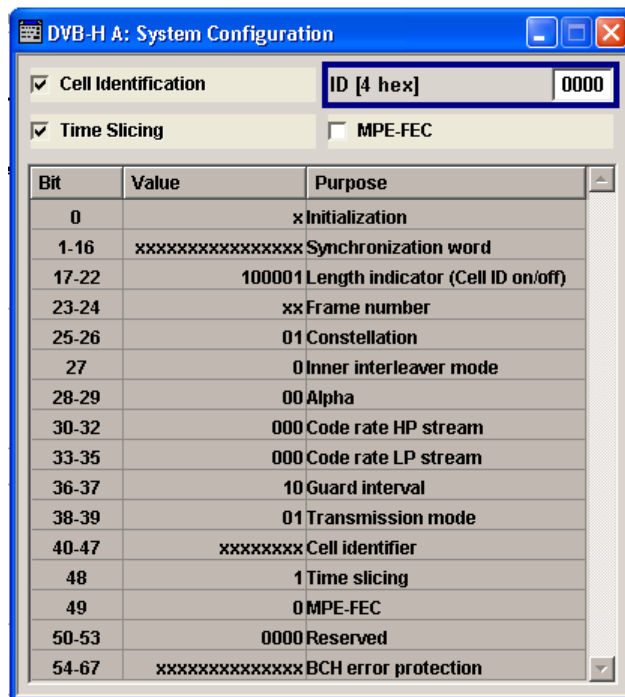 DVB-H A: System Configuration
Cell Identification ID [4 hex] 0000
Time Slicing MPE-FEC
Bit Value Purpose
0 x Initialization
1-16 xxxxxxxxxxxxxxxx Synchronization word
17-22 100001 Length indicator (Cell ID on/off)
23-24 xx Frame number
25-26 01 Constellation
27 0 Inner interleaver mode
28-29 00 Alpha
30-32 000 Code rate HP stream
33-35 000 Code rate LP stream
36-37 10 Guard interval
38-39 01 Transmission mode
40-47 xxxxxxxx Cell identifier
48 1 Time slicing
49 0 MPE-FEC
50-53 0000 Reserved
54-67 xxxxxxxxxxxxxx BCH error protection